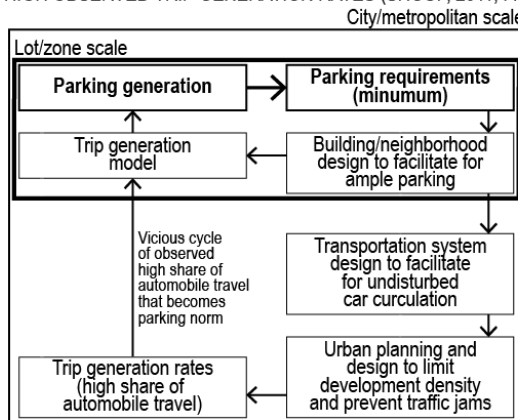 City/metropolitan scale
Lot/zone scale
Parking generation
Parking requirements
(minumum)
Trip generation
model
Building/neighborhood
design to facilitate for
ample parking
Vicious cycle
of observed
high share of
automobile travel
that becomes
parking norm
Transportation system
design to facilitate
for undisturbed
car curculation
Trip generation rates
(high share of
automobile travel)
Urban planning and
design to limit
development density
and prevent traffic jams